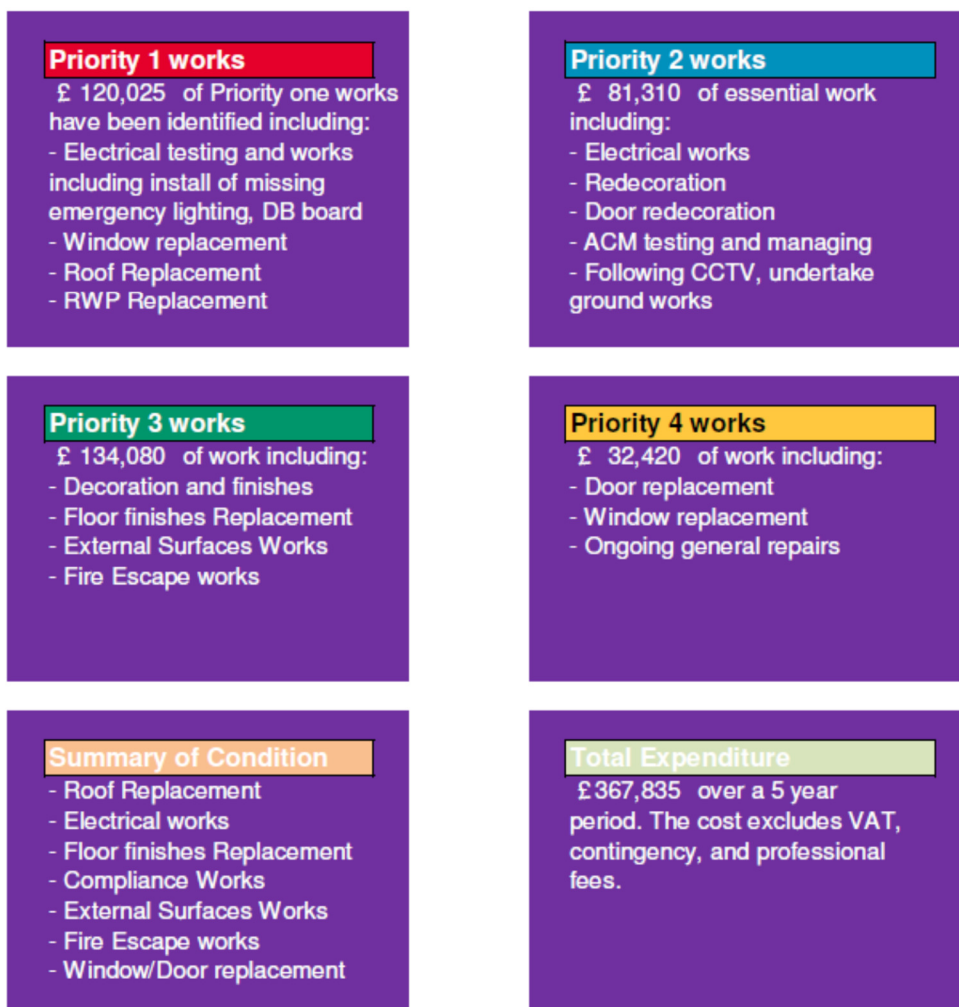 Priority 1 works
£ 120,025 of Priority one works
have been identified including:
- Electrical testing and works
including install of missing
emergency lighting, DB board
- Window replacement
- Roof Replacement
- RWP Replacement
Priority 2 works
£ 81,310 of essential work
including:
- Electrical works
- Redecoration
- Door redecoration
- ACM testing and managing
- Following CCTV, undertake
ground works
Priority 3 works
£ 134,080 of work including:
- Decoration and finishes
- Floor finishes Replacement
- External Surfaces Works
- Fire Escape works
Priority 4 works
£ 32,420 of work including:
- Door replacement
- Window replacement
- Ongoing general repairs
Summary of Condition
- Roof Replacement
- Electrical works
- Floor finishes Replacement
- Compliance Works
- External Surfaces Works
- Fire Escape works
- Window/Door replacement
Total Expenditure
£367,835 over a 5 year
period. The cost excludes VAT,
contingency, and professional
fees.